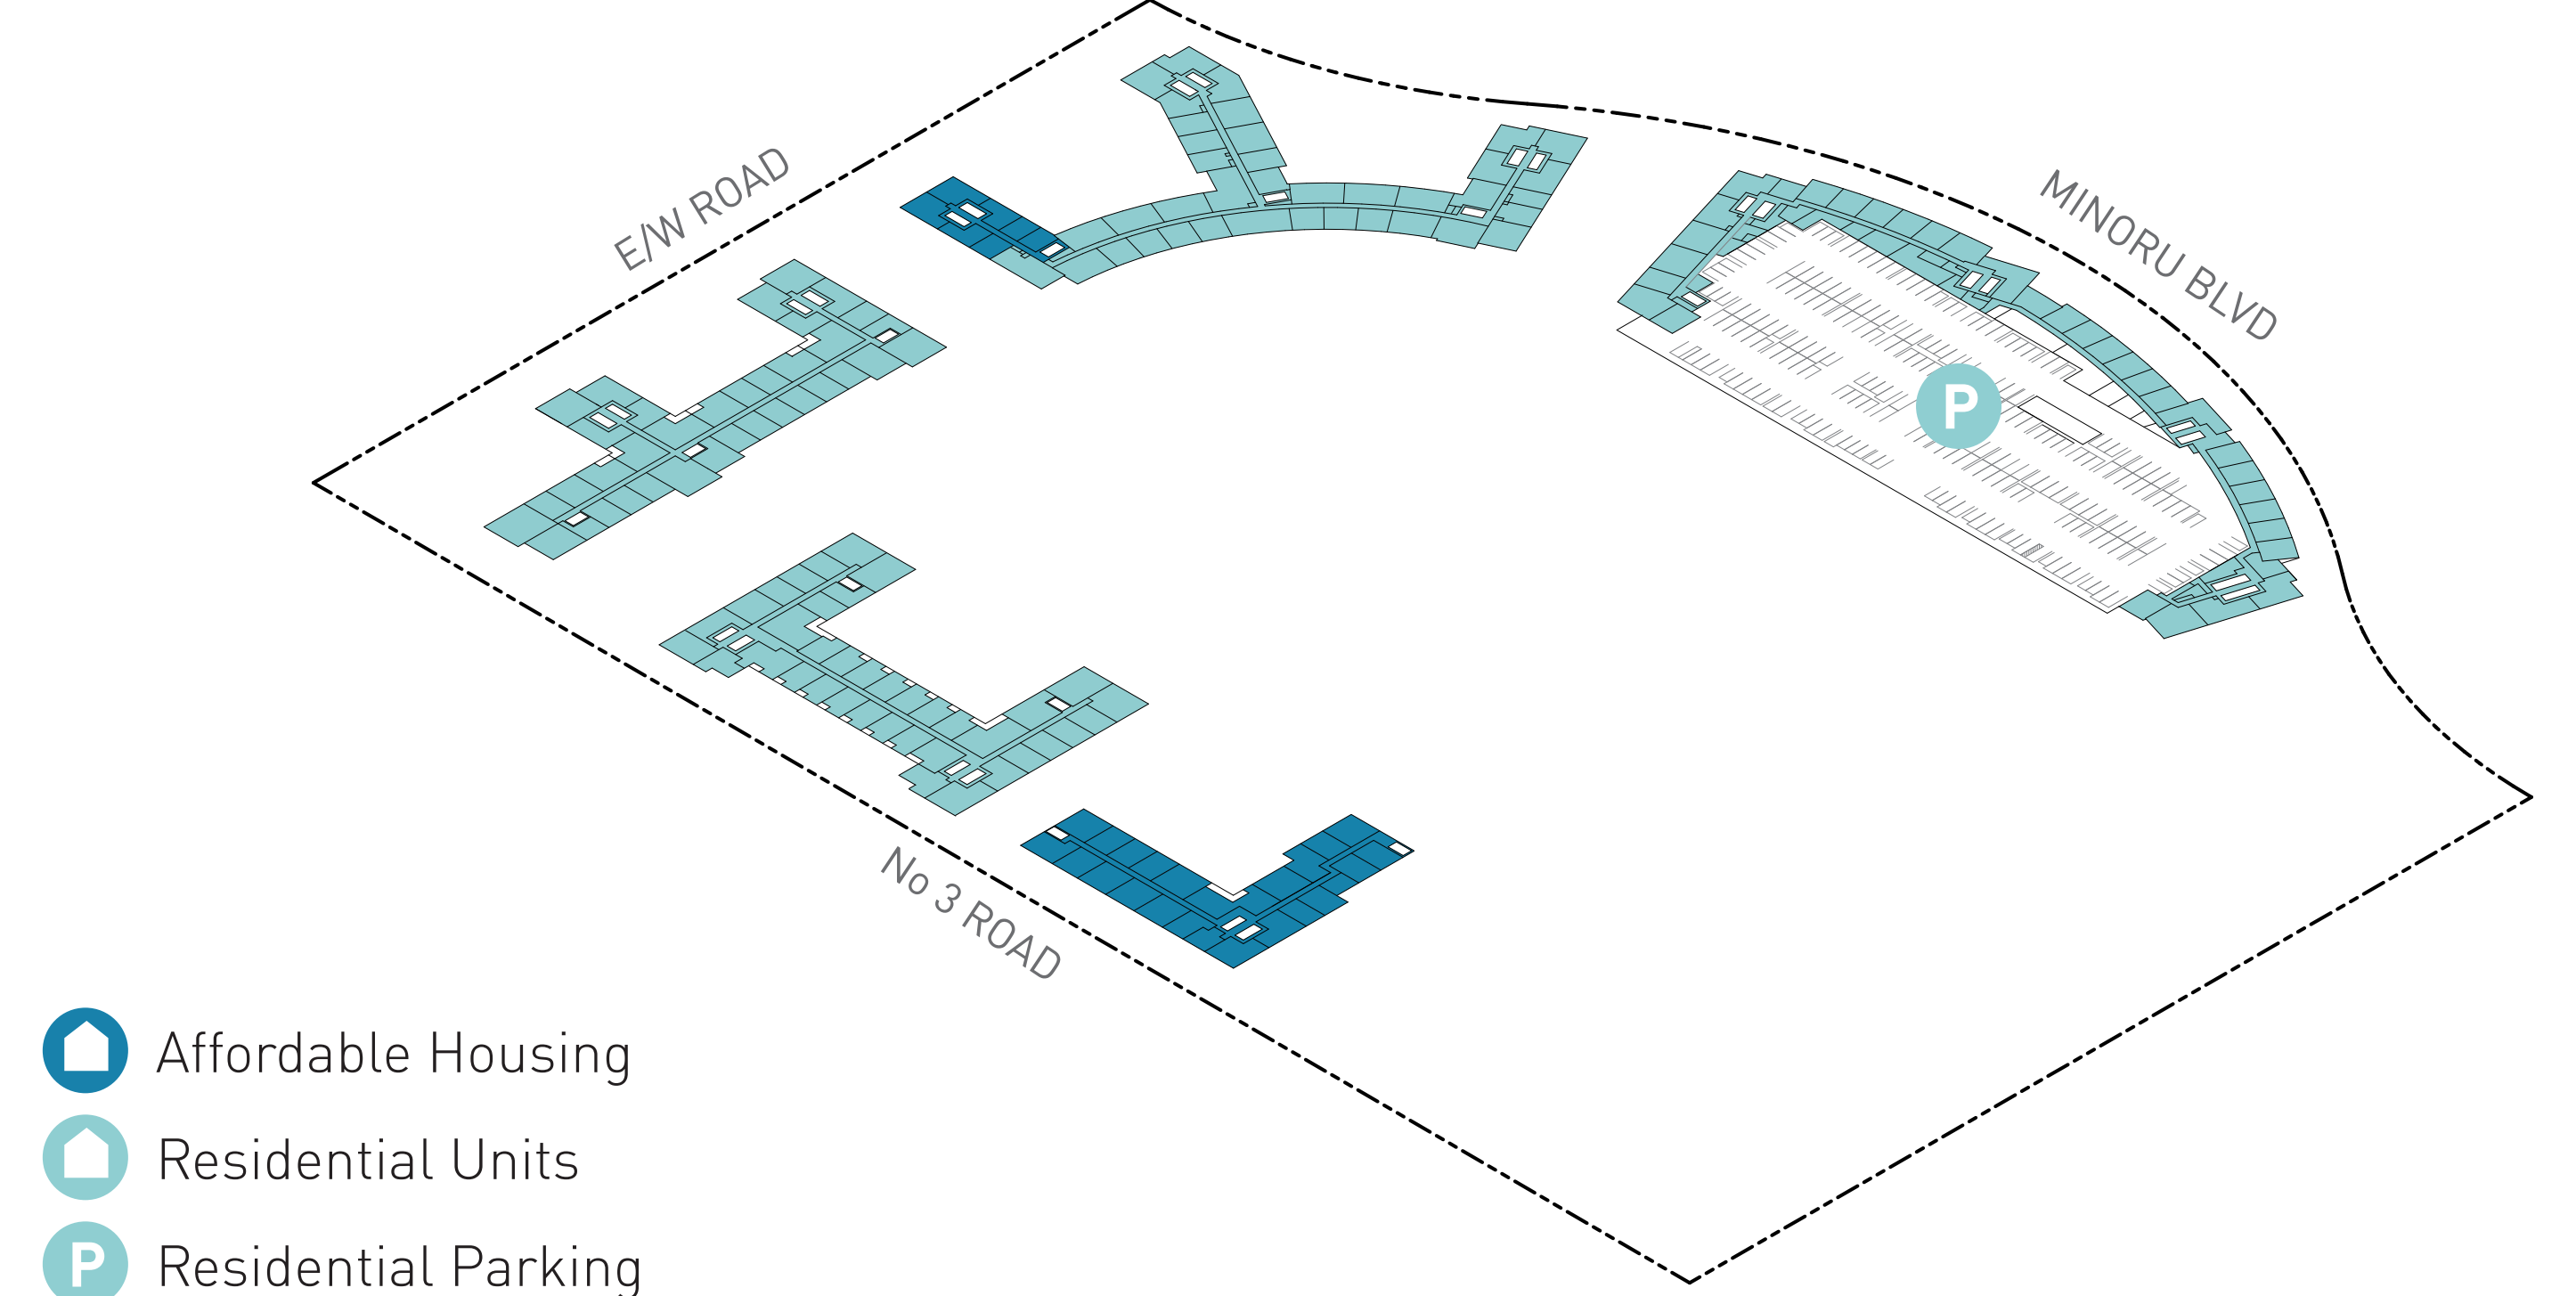 E/W ROAD
MINORU BLVD
P
No 3 ROAD
Affordable Housing
Residential Units
P Residential Parking